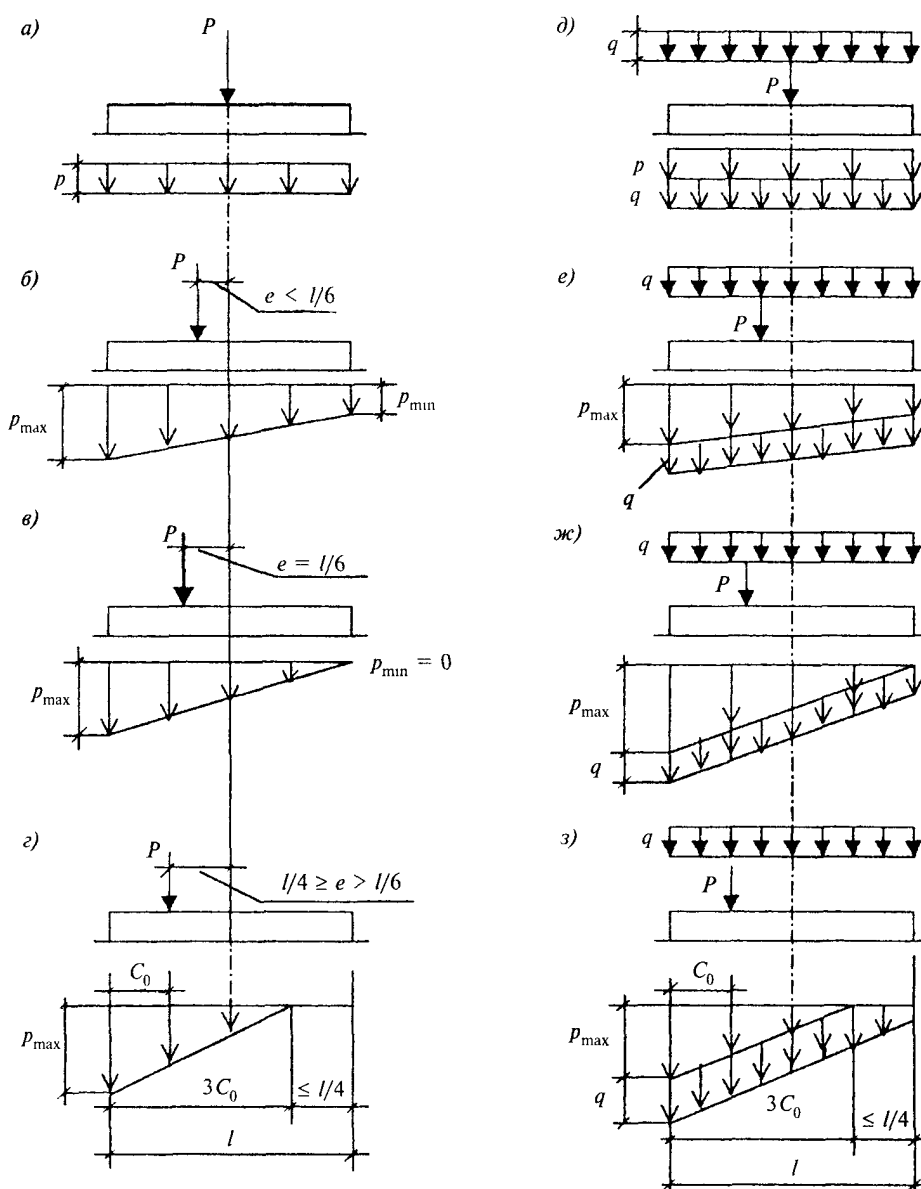 а)
P
p
б)
P
e < l/6
p_max
p_min
в)
P
e = l/6
p_max
p_min = 0
г)
P
l/4 ≥ e > l/6
C_0
p_max
3C_0
≤ l/4
l
д)
q
P
p
q
е)
q
P
p_max
q
ж)
q
P
p_max
q
з)
q
P
C_0
p_max
q
3C_0
≤ l/4
l